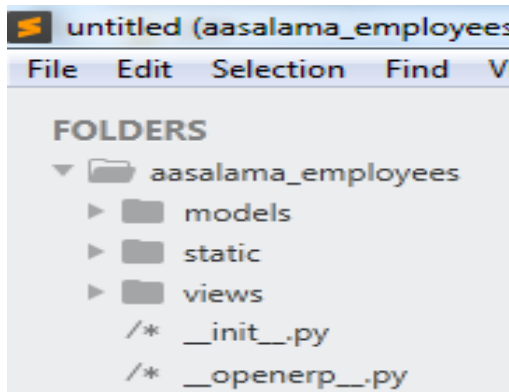 untitled (aasalama_employees
File Edit Selection Find V
FOLDERS
aasalama_employees
models
static
views
/* __init__.py
/* __openerp__.py